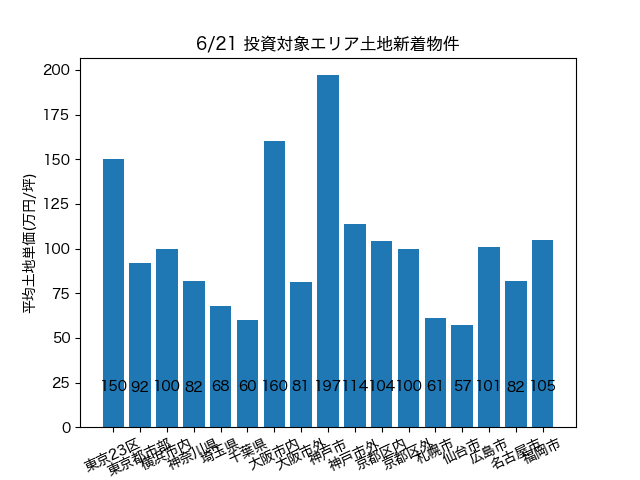 6/21 投資対象エリア土地新着物件
平均土地単価(万円/坪)
200
175
150
125
100
75
50
25
0
150 92 100 82 68 60 160 81 197 114 104 100 61 57 101 82 105
東京23区
東京都市部
横浜市内
神奈川県
埼玉県
千葉県
大阪市内
大阪市外
神戸市
神戸市外
京都区内
京都区外
札幌市
仙台市
広島市
名古屋市
福岡市